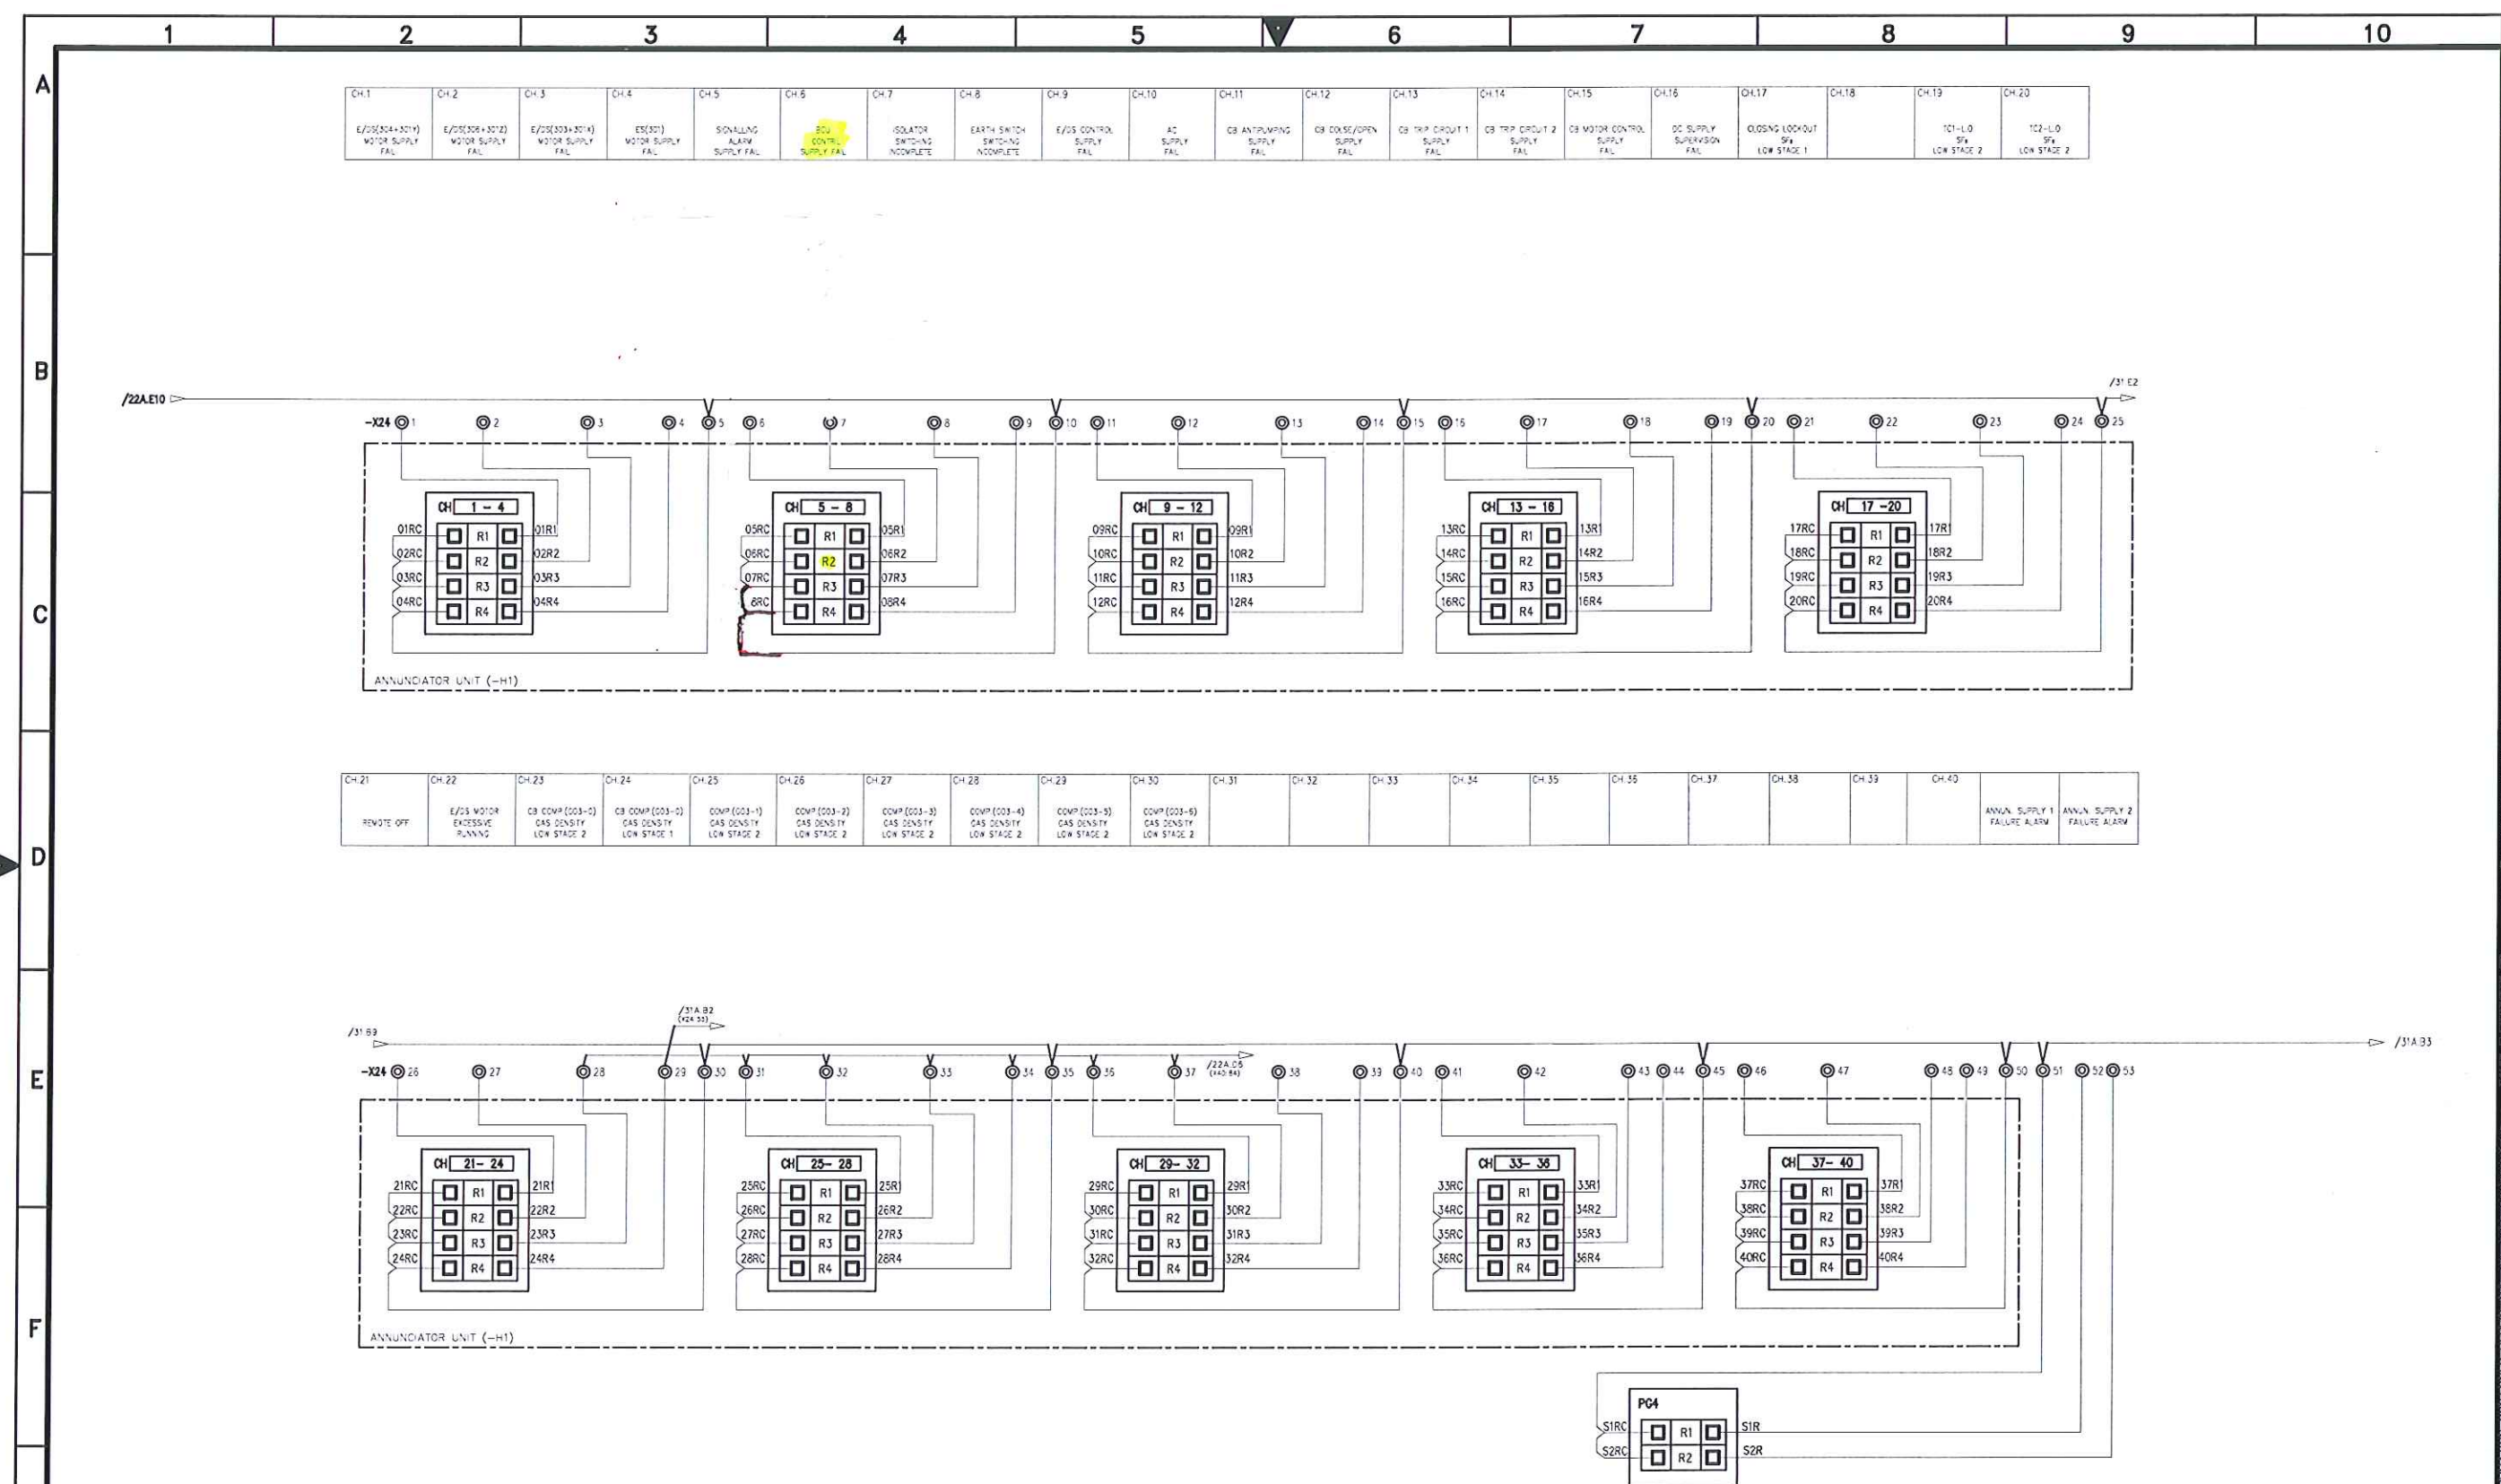 1 2 3 4 5 6 7 8 9 10
A
CH.1 CH.2 CH.3 CH.4 CH.5 CH.6 CH.7 CH.8 CH.9 CH.10 CH.11 CH.12 CH.13 CH.14 CH.15 CH.16 CH.17 CH.18 CH.19 CH.20
E/DS(304+301Y) MOTOR SUPPLY FAIL
E/DS(306+301Z) MOTOR SUPPLY FAIL
E/DS(303+301X) MOTOR SUPPLY FAIL
ES(301) MOTOR SUPPLY FAIL
SIGNALLING ALARM SUPPLY FAIL
BCU CONTRL SUPPLY FAIL
ISOLATOR SWITCHING INCOMPLETE
EARTH SWITCH SWITCHING INCOMPLETE
E/DS CONTROL SUPPLY FAIL
AC SUPPLY FAIL
CB ANTIPUMPING SUPPLY FAIL
CB COLSE/OPEN SUPPLY FAIL
CB TRIP CIRCUIT 1 SUPPLY FAIL
CB TRIP CIRCUIT 2 SUPPLY FAIL
CB MOTOR CONTROL SUPPLY FAIL
DC SUPPLY SUPERVISION FAIL
CLOSING LOCKOUT SF₆ LOW STAGE 1
TC1-L.O SF₆ LOW STAGE 2
TC2-L.O SF₆ LOW STAGE 2
B
/22A.E10 /31.E2
-X24 1 2 3 4 5 6 7 8 9 10 11 12 13 14 15 16 17 18 19 20 21 22 23 24 25
C
CH 1 - 4 CH 5 - 8 CH 9 - 12 CH 13 - 16 CH 17 -20
01RC R1 01R1 05RC R1 05R1 09RC R1 09R1 13RC R1 13R1 17RC R1 17R1
02RC R2 02R2 06RC R2 06R2 10RC R2 10R2 14RC R2 14R2 18RC R2 18R2
03RC R3 03R3 07RC R3 07R3 11RC R3 11R3 15RC R3 15R3 19RC R3 19R3
04RC R4 04R4 8RC R4 08R4 12RC R4 12R4 16RC R4 16R4 20RC R4 20R4
ANNUNCIATOR UNIT (-H1)
D
CH.21 CH.22 CH.23 CH.24 CH.25 CH.26 CH.27 CH.28 CH.29 CH.30 CH.31 CH.32 CH.33 CH.34 CH.35 CH.36 CH.37 CH.38 CH.39 CH.40
REMOTE OFF
E/DS MOTOR EXCESSIVE RUNNING
CB COMP.(G03-0) GAS DENSITY LOW STAGE 2
CB COMP.(G03-0) GAS DENSITY LOW STAGE 1
COMP.(G03-1) GAS DENSITY LOW STAGE 2
COMP.(G03-2) GAS DENSITY LOW STAGE 2
COMP.(G03-3) GAS DENSITY LOW STAGE 2
COMP.(G03-4) GAS DENSITY LOW STAGE 2
COMP.(G03-5) GAS DENSITY LOW STAGE 2
COMP.(G03-6) GAS DENSITY LOW STAGE 2
ANNUN. SUPPLY 1 FAILURE ALARM
ANNUN. SUPPLY 2 FAILURE ALARM
E
/31A.B2
(X24:53)
/31.B9 /31A.B3
/22A.D5
-X24 26 27 28 29 30 31 32 33 34 35 36 37 38 39 40 41 42 43 44 45 46 47 48 49 50 51 52 53
CH 21- 24 CH 25- 28 CH 29- 32 CH 33- 36 CH 37- 40
21RC R1 21R1 25RC R1 25R1 29RC R1 29R1 33RC R1 33R1 37RC R1 37R1
22RC R2 22R2 26RC R2 26R2 30RC R2 30R2 34RC R2 34R2 38RC R2 38R2
23RC R3 23R3 27RC R3 27R3 31RC R3 31R3 35RC R3 35R3 39RC R3 39R3
24RC R4 24R4 28RC R4 28R4 32RC R4 32R4 36RC R4 36R4 40RC R4 40R4
F
ANNUNCIATOR UNIT (-H1)
PG4
S1RC R1 S1R
S2RC R2 S2R